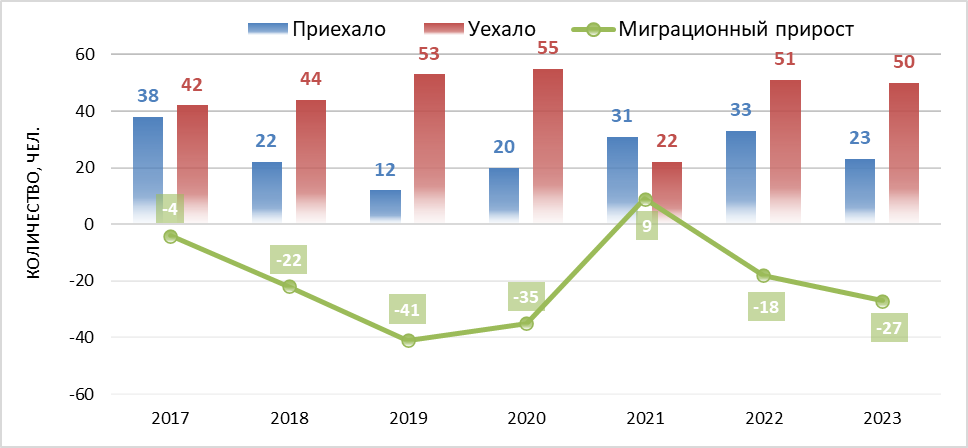 Приехало Уехало Миграционный прирост
КОЛИЧЕСТВО, ЧЕЛ.
60
40
20
0
-20
-40
-60
38 42 22 44 12 53 20 55 31 22 33 51 23 50
-4 -22 -41 -35 9 -18 -27
2017 2018 2019 2020 2021 2022 2023